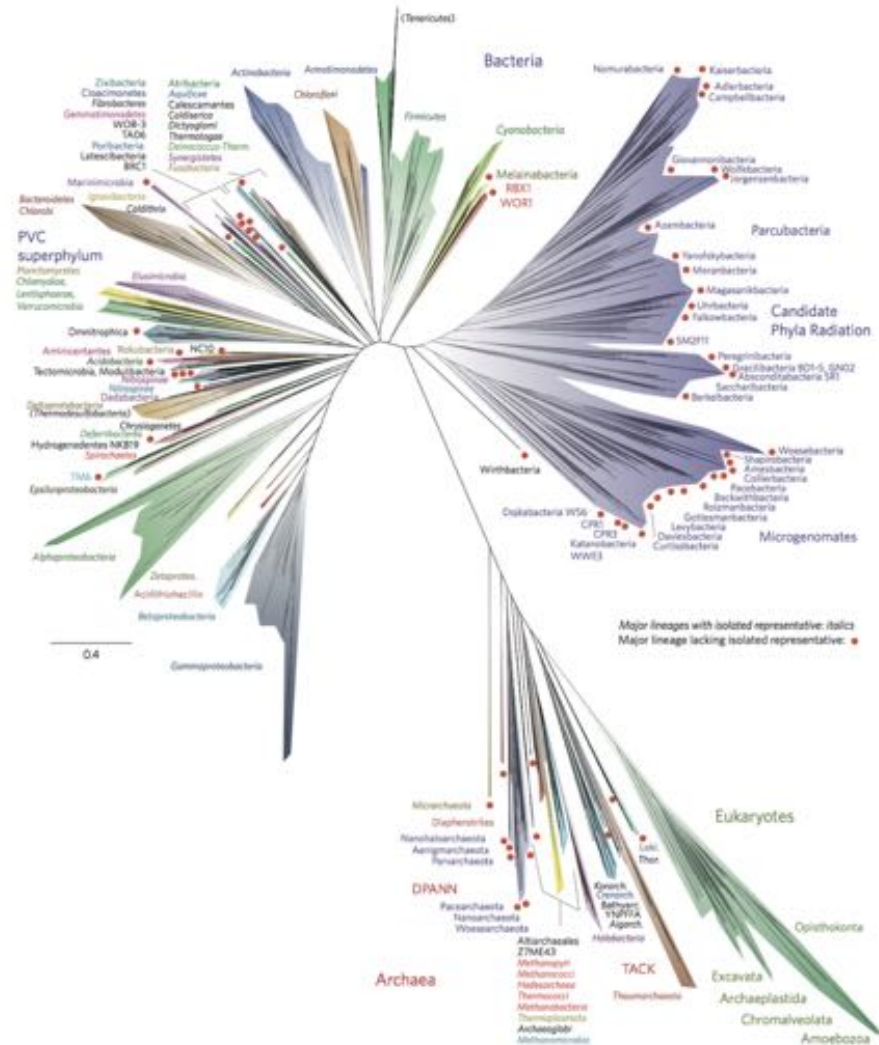 (Tenericutes)
Bacteria
Zixibacteria
Cloacimonetes
Fibrobacteres
Gemmatimonadetes
WOR-3
TA06
Poribacteria
Latescibacteria
BRC1
Atribacteria
Aquificae
Calescamantes
Caldiserica
Dictyoglomi
Thermotogae
Deinococcus-Therm
Synergistetes
Fusobacteria
Actinobacteria
Armatimonadetes
Chloroflexi
Firmicutes
Cyanobacteria
Melainabacteria
RBX1
WOR1
Nomurabacteria
Kaiserbacteria
Adlerbacteria
Campbellbacteria
Giovannonibacteria
Wolfebacteria
Jorgensenbacteria
Azambacteria
Parcubacteria
Yanofskybacteria
Moranbacteria
Magasanikbacteria
Uhrbacteria
Falkowbacteria
Candidate
Phyla Radiation
SM2F11
Peregrinibacteria
Gracilibacteria BD1-5, GN02
Absconditabacteria SR1
Saccharibacteria
Berkelbacteria
Marinimicrobia
Ignavibacteria
Caldithrix
Bacteroidetes
Chlorobi
PVC
superphylum
Planctomycetes
Chlamydiae,
Lentisphaerae,
Verrucomicrobia
Elusimicrobia
Omnitrophica
Aminicenantes
Rokubacteria
NC10
Acidobacteria
Tectomicrobia, Modulibacteria
Nitrospinae
Nitrospirae
Dadabacteria
Deltaproteobacteria
(Thermodesulfobacteria)
Chrysiogenetes
Deferribacteres
Hydrogenedentes NKB19
Spirochaetes
TM6
Epsilonproteobacteria
Alphaproteobacteria
Zetaproteo.
Acidithiobacillia
Betaproteobacteria
Gammaproteobacteria
0.4
Wirthbacteria
Woesebacteria
Shapirobacteria
Amesbacteria
Collierbacteria
Pacebacteria
Beckwithbacteria
Roizmanbacteria
Gottesmanbacteria
Levybacteria
Daviesbacteria
Curtissbacteria
Dojkabacteria WS6
CPR1
CPR3
Katanobacteria
WWE3
Microgenomates
Major lineages with isolated representative: italics
Major lineage lacking isolated representative:
Micrarchaeota
Diapherotrites
Nanohaloarchaeota
Aenigmarchaeota
Parvarchaeota
DPANN
Pacearchaeota
Nanoarchaeota
Woesearchaeota
Archaea
Altiarchaeales
Z7ME43
Methanopyri
Methanococci
Hadesarchaea
Thermococci
Methanobacteria
Thermoplasmata
Archaeoglobi
Methanomicrobia
Halobacteria
Korarch.
Crenarch.
Bathyarc.
YNPFFA
Aigarch.
TACK
Thaumarchaeota
Loki.
Thor.
Eukaryotes
Opisthokonta
Excavata
Archaeplastida
Chromalveolata
Amoebozoa